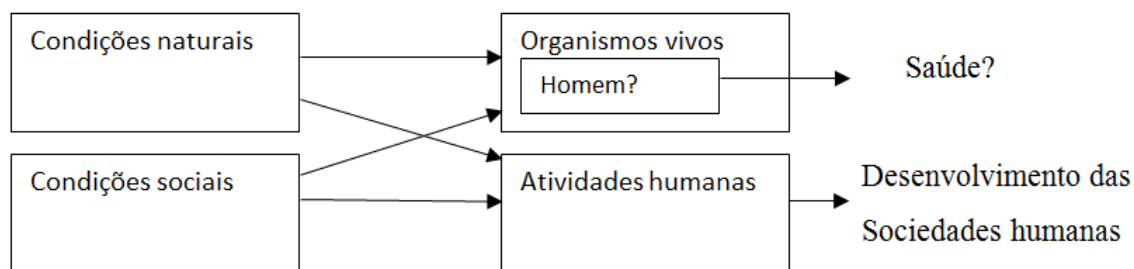 Condições naturais
Organismos vivos
Homem?
Saúde?
Condições sociais
Atividades humanas
Desenvolvimento das
Sociedades humanas